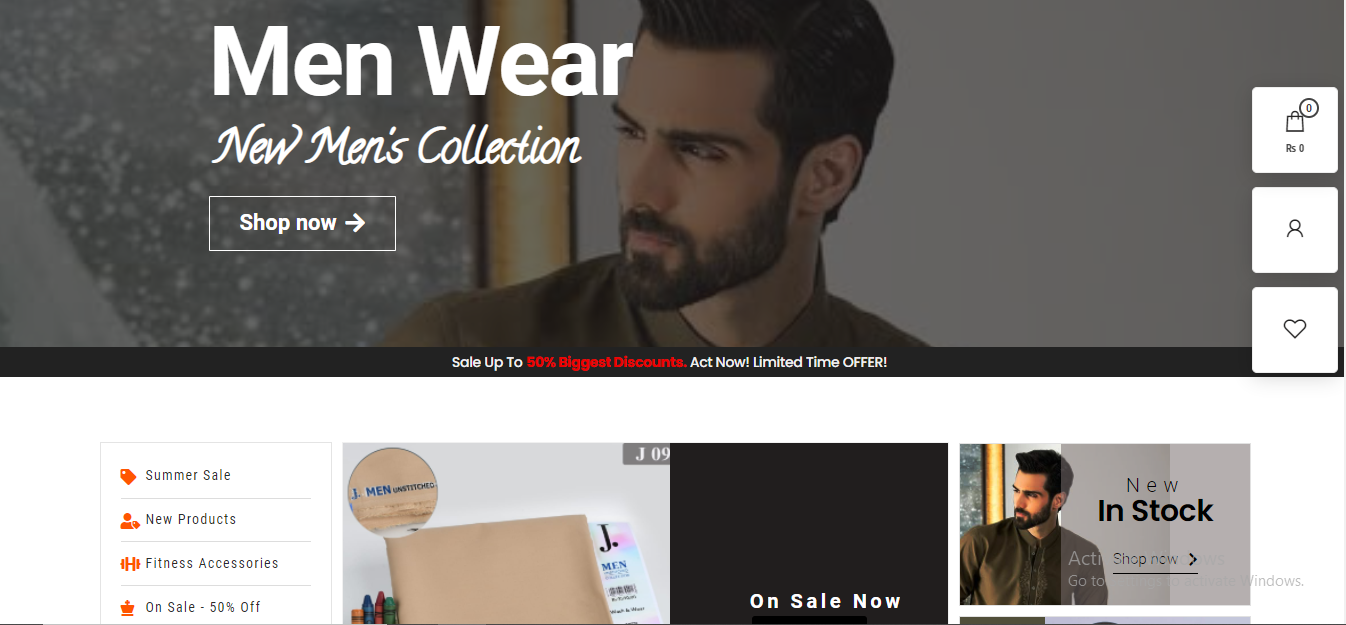 Men Wear
New Men's Collection
Shop now
0
Rs 0
Sale Up To 50% Biggest Discounts. Act Now! Limited Time OFFER!
Summer Sale
New Products
Fitness Accessories
On Sale - 50% Off
J 09
J. MEN UNSTITCHED
J.
MEN
Wash & Wear
On Sale Now
New
In Stock
Shop now
Activate Windows
Go to Settings to activate Windows.